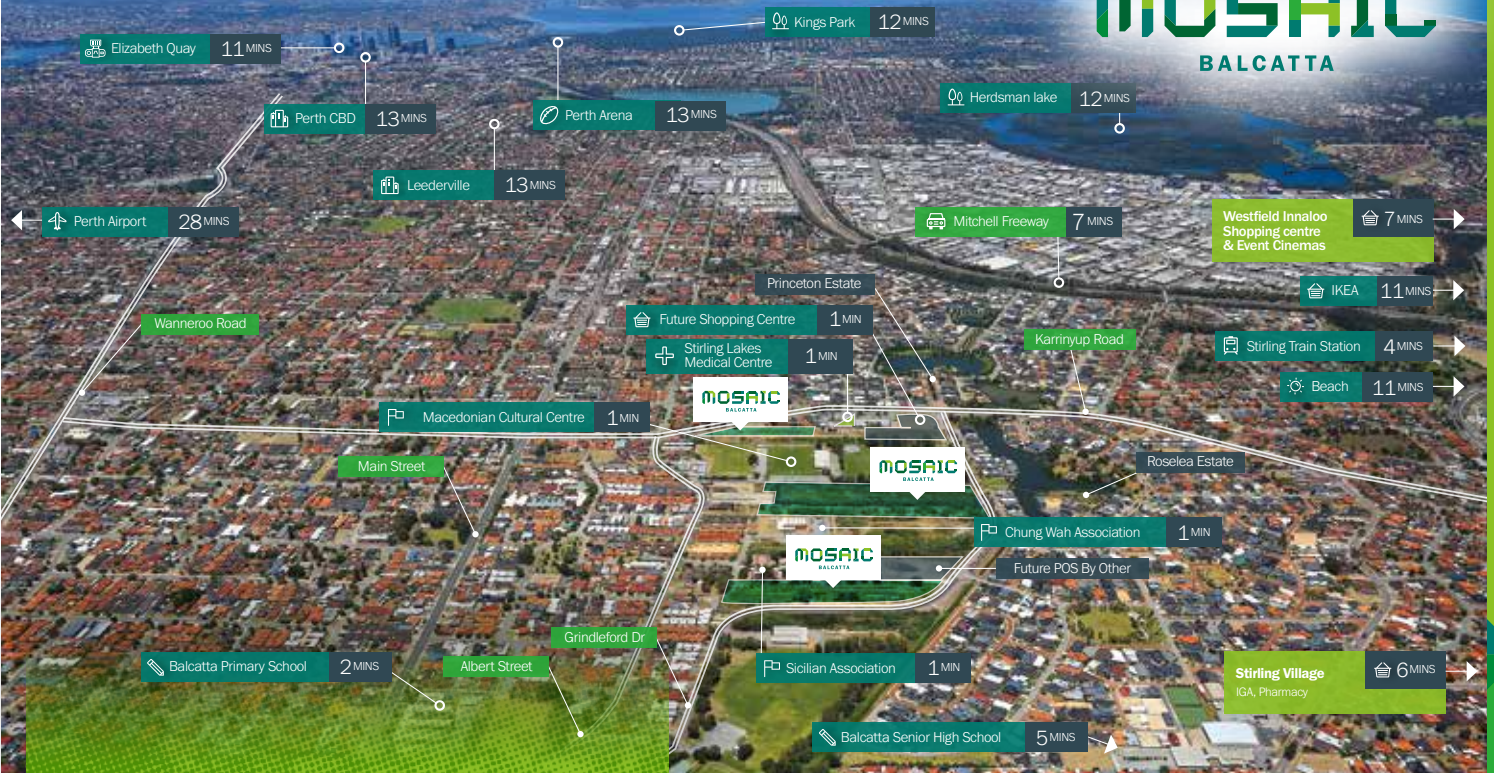 MOSAIC
BALCATTA
Kings Park 12 MINS
Elizabeth Quay 11 MINS
Herdsman lake 12 MINS
Perth CBD 13 MINS
Perth Arena 13 MINS
Leederville 13 MINS
Perth Airport 28 MINS
Mitchell Freeway 7 MINS
Westfield Innaloo
Shopping centre
& Event Cinemas
7 MINS
Princeton Estate
IKEA 11 MINS
Wanneroo Road
Future Shopping Centre 1 MIN
Karrinyup Road
Stirling Lakes
Medical Centre
1 MIN
Stirling Train Station 4 MINS
Beach 11 MINS
MOSAIC
BALCATTA
Macedonian Cultural Centre 1 MIN
Main Street
MOSAIC
BALCATTA
Roselea Estate
Chung Wah Association 1 MIN
MOSAIC
BALCATTA
Future POS By Other
Grindleford Dr
Balcatta Primary School 2 MINS
Albert Street
Sicilian Association 1 MIN
Stirling Village
IGA, Pharmacy
6 MINS
Balcatta Senior High School 5 MINS